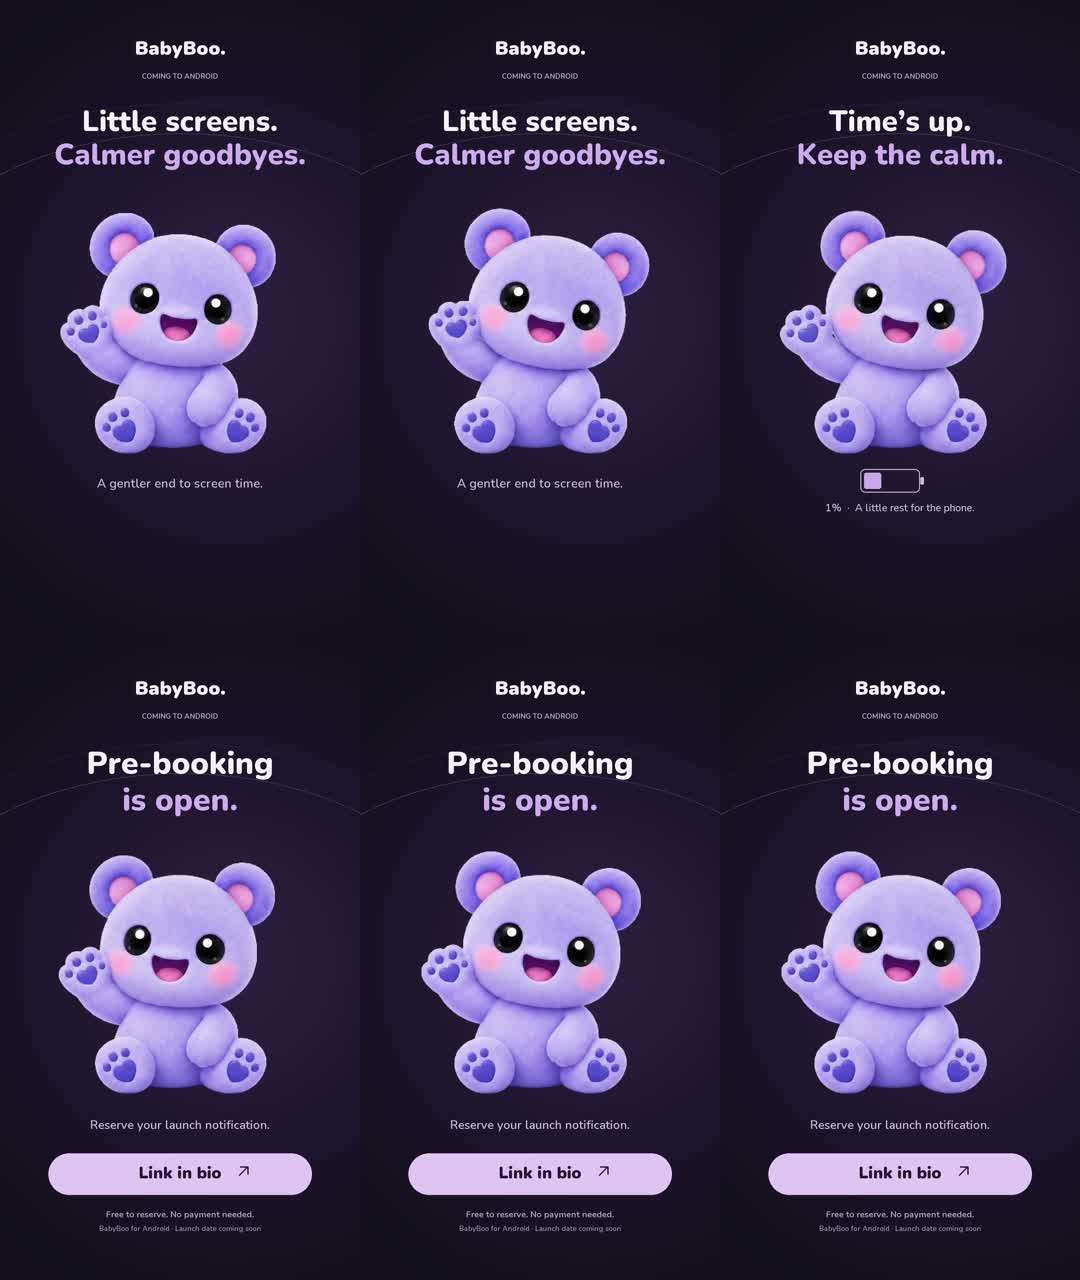 BabyBoo.
COMING TO ANDROID
Little screens.
Calmer goodbyes.
A gentler end to screen time.
BabyBoo.
COMING TO ANDROID
Little screens.
Calmer goodbyes.
A gentler end to screen time.
BabyBoo.
COMING TO ANDROID
Time’s up.
Keep the calm.
1% · A little rest for the phone.
BabyBoo.
COMING TO ANDROID
Pre-booking
is open.
Reserve your launch notification.
Link in bio
Free to reserve. No payment needed.
BabyBoo for Android · Launch date coming soon
BabyBoo.
COMING TO ANDROID
Pre-booking
is open.
Reserve your launch notification.
Link in bio
Free to reserve. No payment needed.
BabyBoo for Android · Launch date coming soon
BabyBoo.
COMING TO ANDROID
Pre-booking
is open.
Reserve your launch notification.
Link in bio
Free to reserve. No payment needed.
BabyBoo for Android · Launch date coming soon